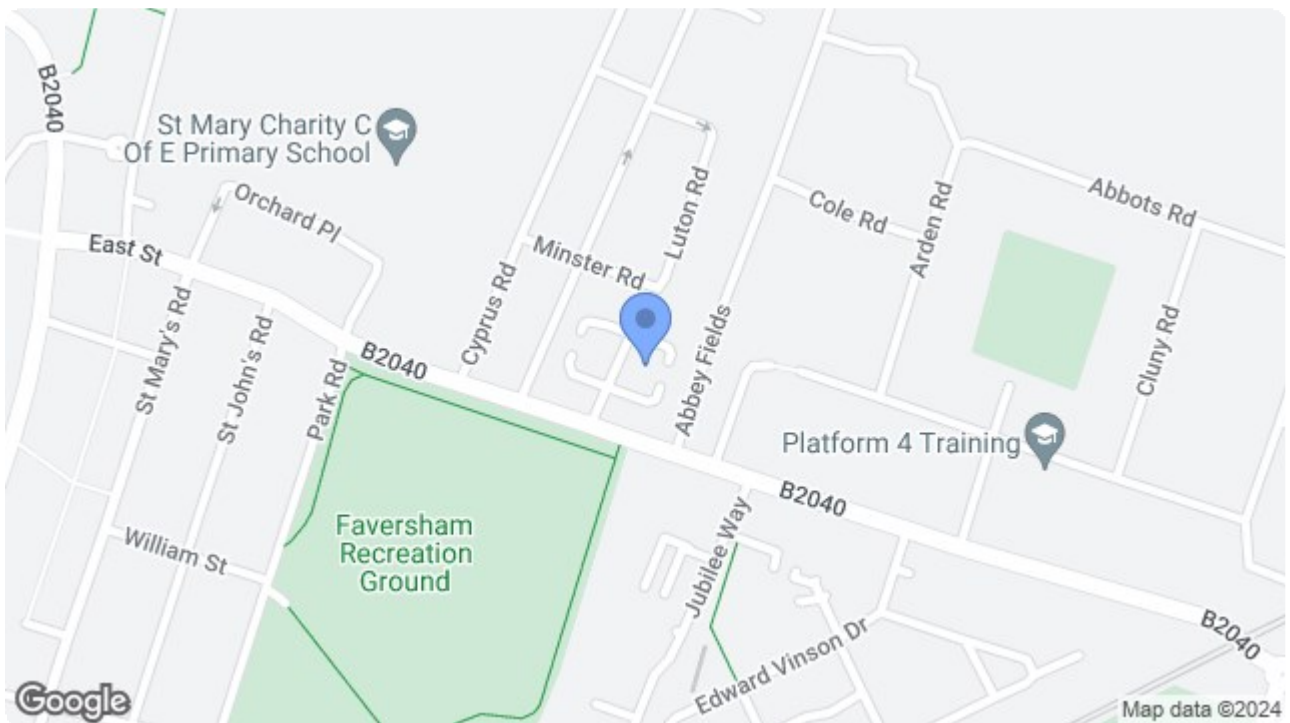 B2040
St Mary Charity C
Of E Primary School
Orchard Pl
East St
Minster Rd
Luton Rd
Cole Rd
Arden Rd
Abbots Rd
Cyprus Rd
Abbey Fields
Cluny Rd
St Mary's Rd
St John's Rd
Park Rd
B2040
Platform 4 Training
B2040
Faversham
Recreation
Ground
William St
Jubilee Way
Edward Vinson Dr
B2040
Google
Map data ©2024